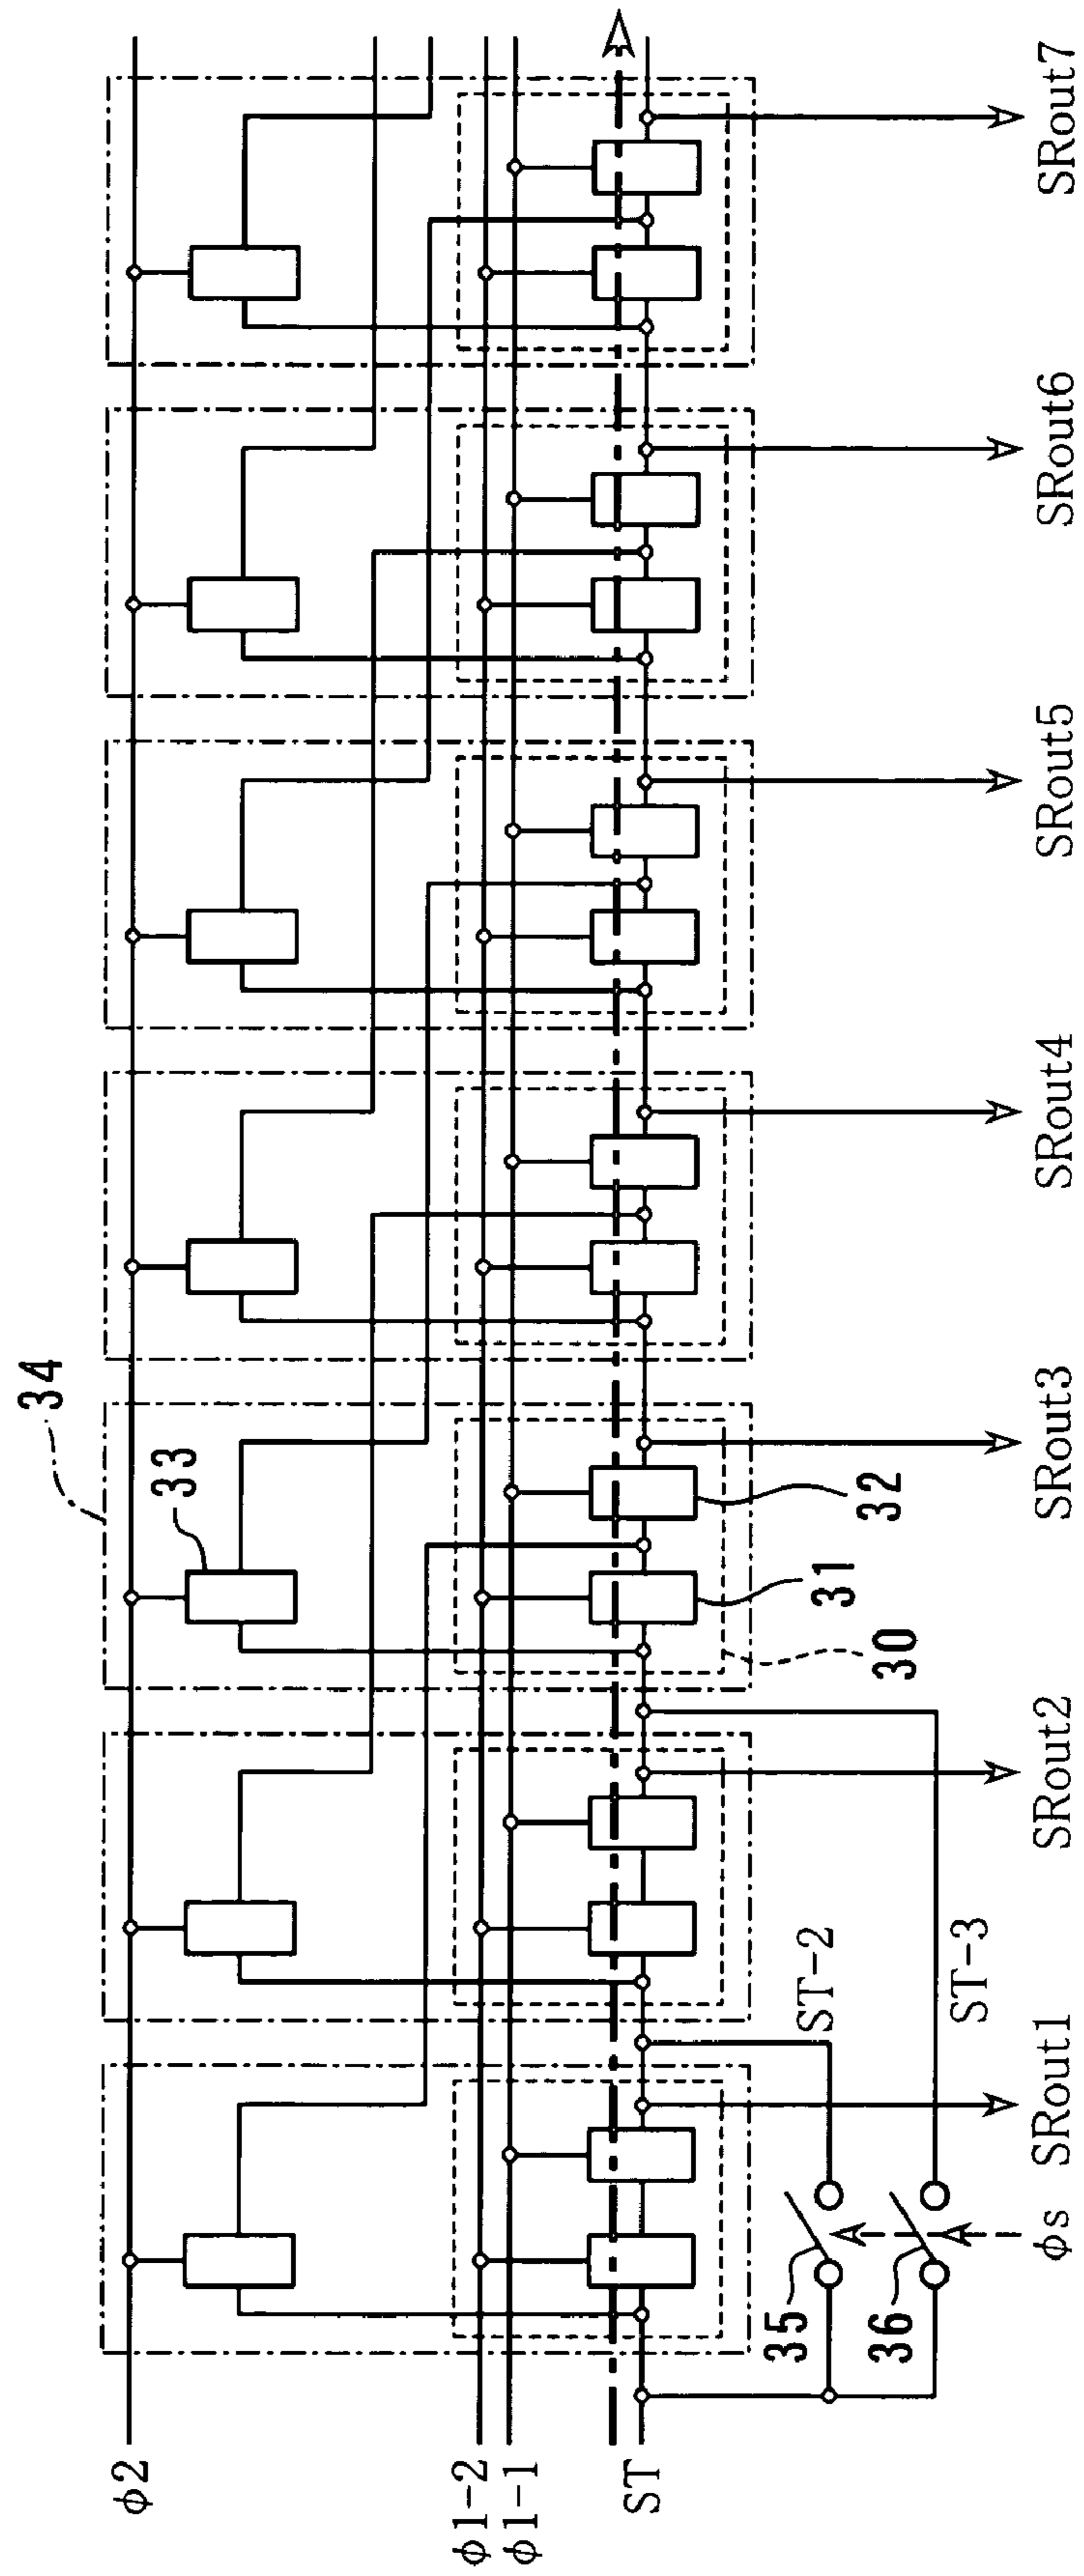 34
33
φ2
φ1-2
φ1-1
ST
32
31
30
35
36
ST-2
ST-3
φs
SRout1
SRout2
SRout3
SRout4
SRout5
SRout6
SRout7